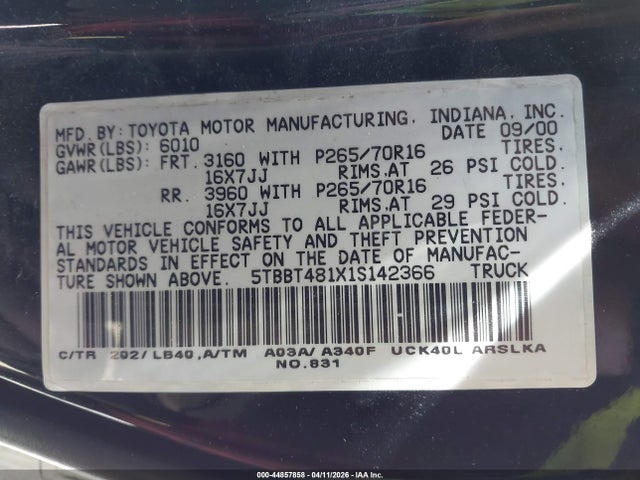 MFD. BY: TOYOTA MOTOR MANUFACTURING, INDIANA, INC.
GVWR(LBS): 6010 DATE 09/00
GAWR(LBS): FRT. 3160 WITH P265/70R16 TIRES.
16X7JJ RIMS.AT 26 PSI COLD.
RR. 3960 WITH P265/70R16 TIRES.
16X7JJ RIMS.AT 29 PSI COLD.
THIS VEHICLE CONFORMS TO ALL APPLICABLE FEDER-
AL MOTOR VEHICLE SAFETY AND THEFT PREVENTION
STANDARDS IN EFFECT ON THE DATE OF MANUFAC-
TURE SHOWN ABOVE. 5TBBT481X1S142366 TRUCK
C/TR 202/ LB40,A/TM A03A/ A340F UCK40L ARSLKA
NO.831
000-44857858 - 04/11/2026 - IAA Inc.